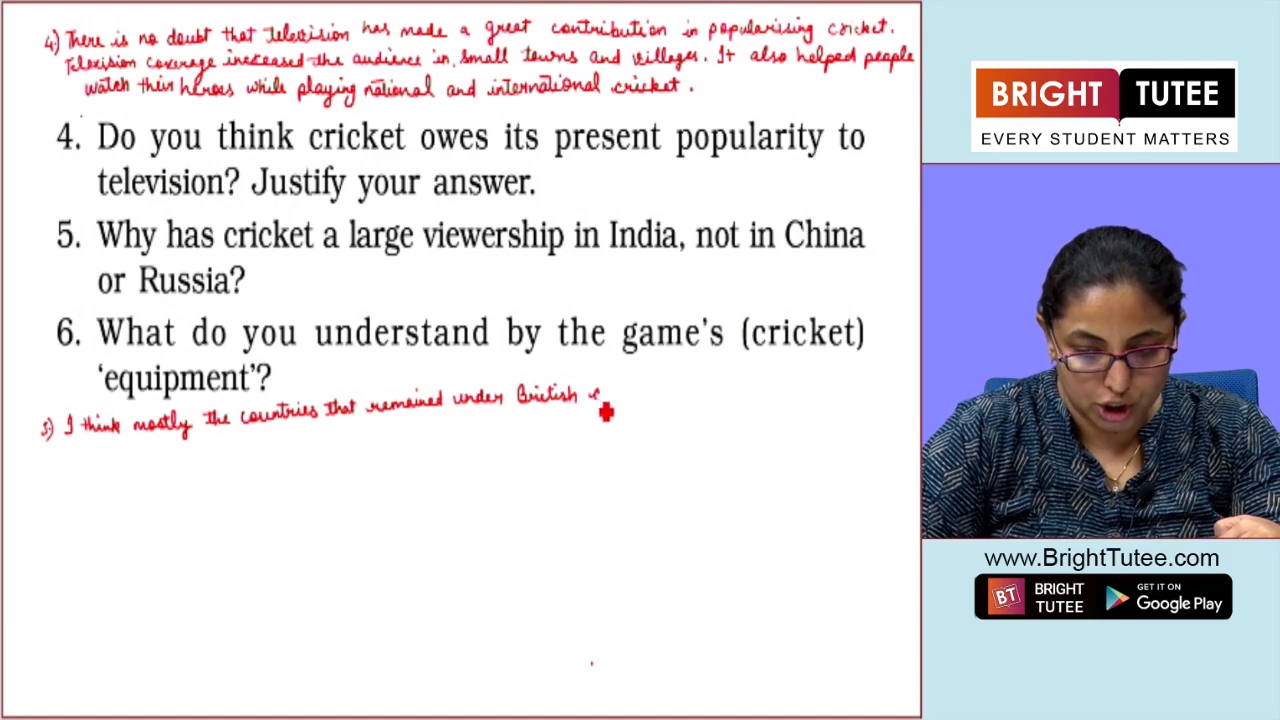 4) There is no doubt that Television has made a great contribution in popularising cricket.
Television coverage increased the audience in small towns and villages. It also helped people
watch their heroes while playing national and international cricket.
4. Do you think cricket owes its present popularity to
television? Justify your answer.
5. Why has cricket a large viewership in India, not in China
or Russia?
6. What do you understand by the game's (cricket)
'equipment'?
5) I think mostly the countries that remained under British
BRIGHT TUTEE
EVERY STUDENT MATTERS
www.BrightTutee.com
BT
BRIGHT
TUTEE
GET IT ON
Google Play